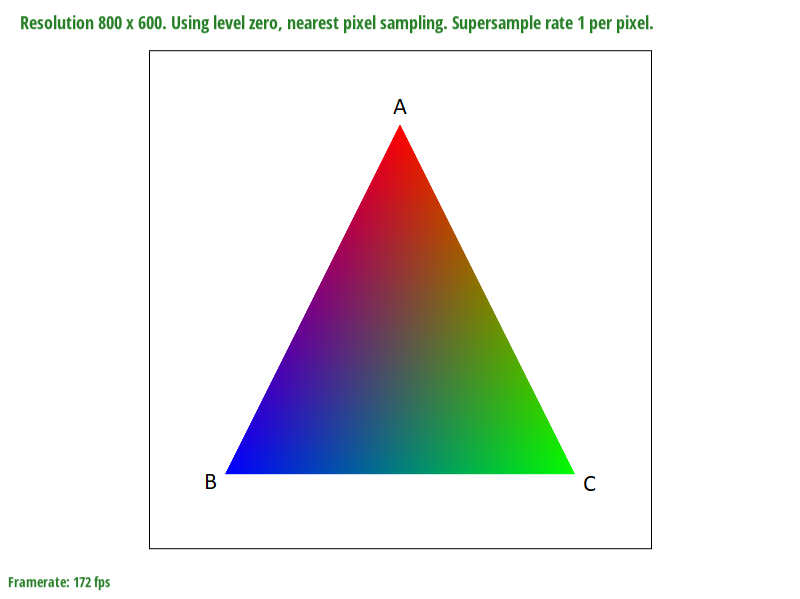 Resolution 800 x 600. Using level zero, nearest pixel sampling. Supersample rate 1 per pixel.
A
B
C
Framerate: 172 fps